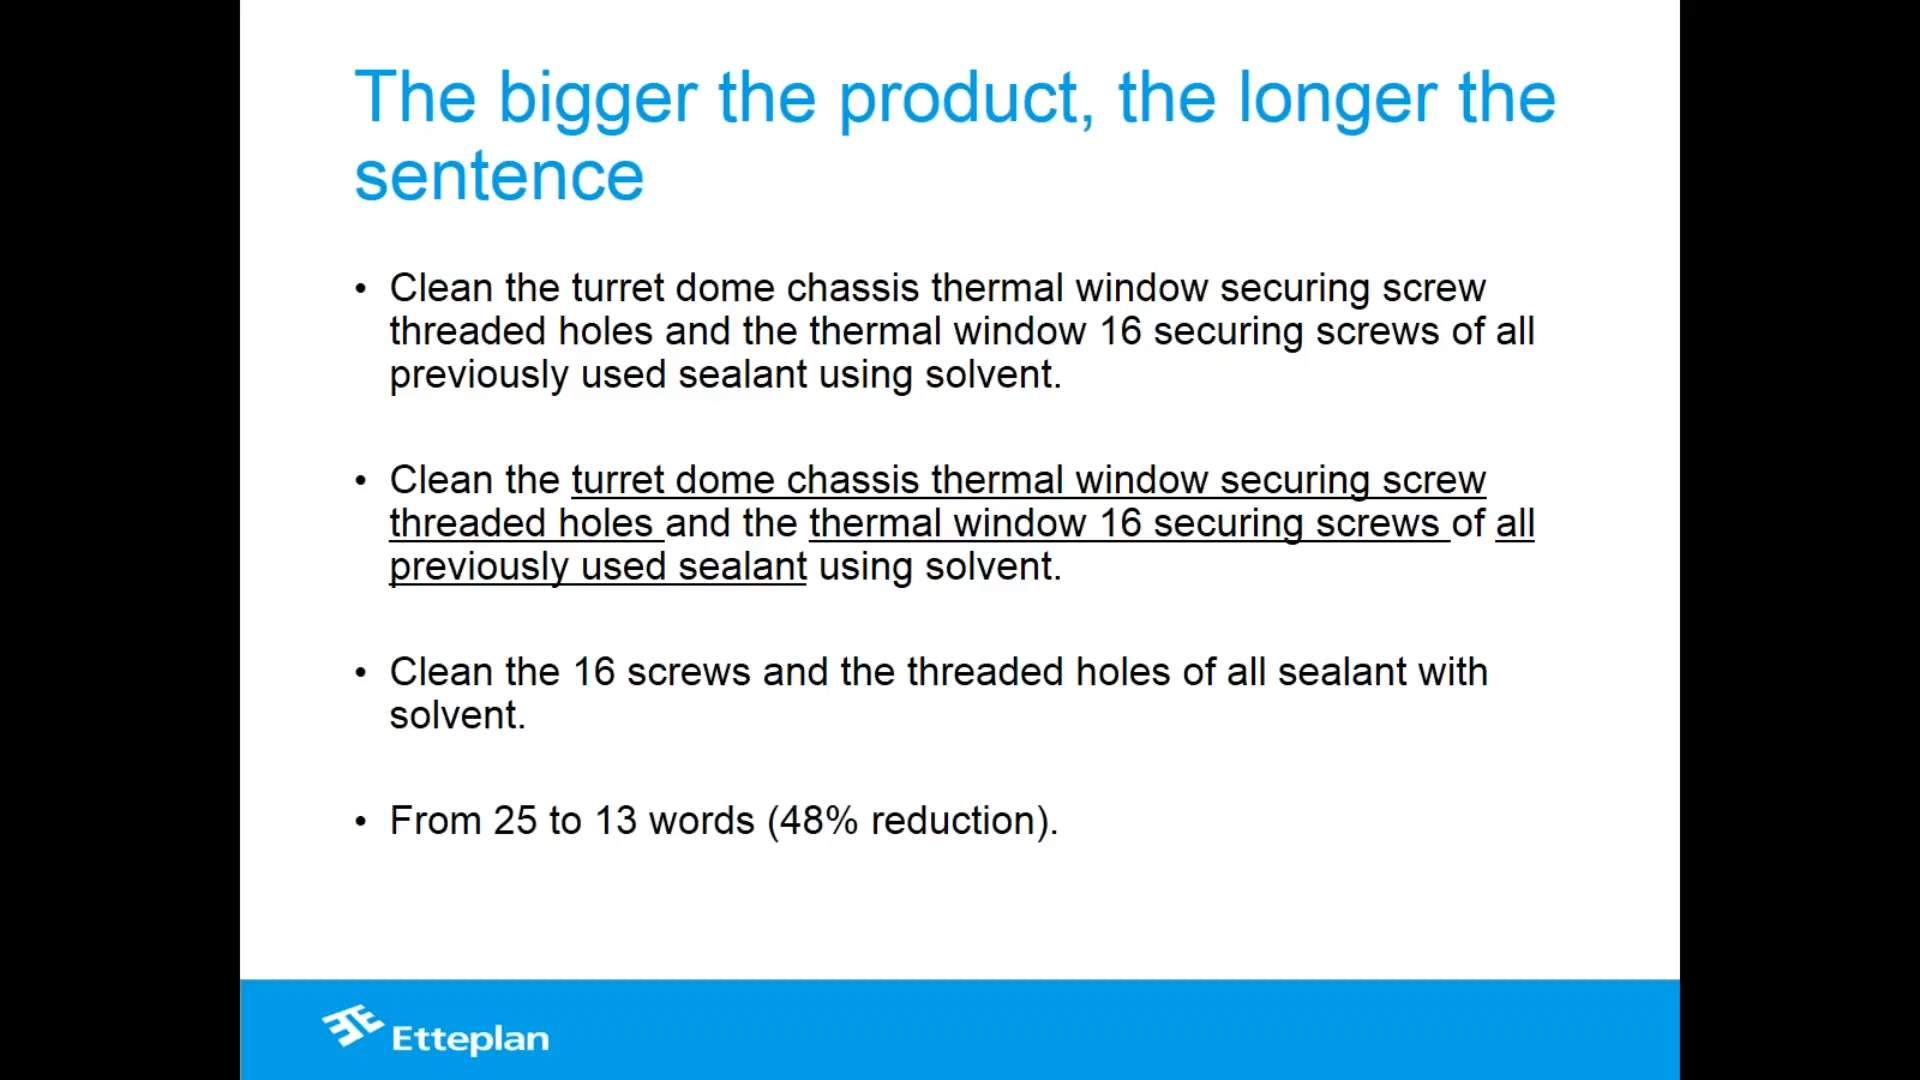 The bigger the product, the longer the
sentence
• Clean the turret dome chassis thermal window securing screw
threaded holes and the thermal window 16 securing screws of all
previously used sealant using solvent.
• Clean the turret dome chassis thermal window securing screw
threaded holes and the thermal window 16 securing screws of all
previously used sealant using solvent.
• Clean the 16 screws and the threaded holes of all sealant with
solvent.
• From 25 to 13 words (48% reduction).
Etteplan